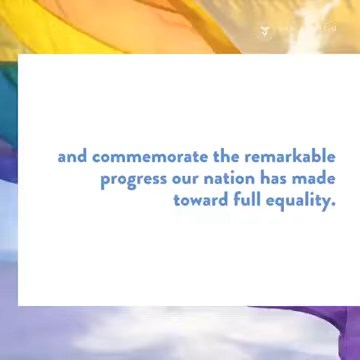 and commemorate the remarkable
progress our nation has made
toward full equality.